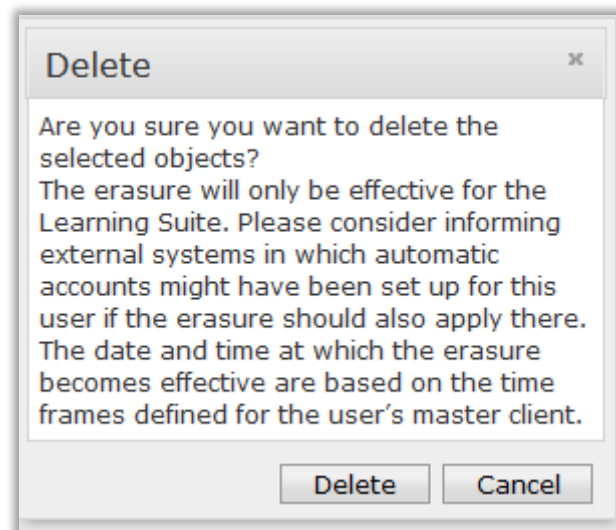 Delete
Are you sure you want to delete the
selected objects?
The erasure will only be effective for the
Learning Suite. Please consider informing
external systems in which automatic
accounts might have been set up for this
user if the erasure should also apply there.
The date and time at which the erasure
becomes effective are based on the time
frames defined for the user's master client.
Delete Cancel